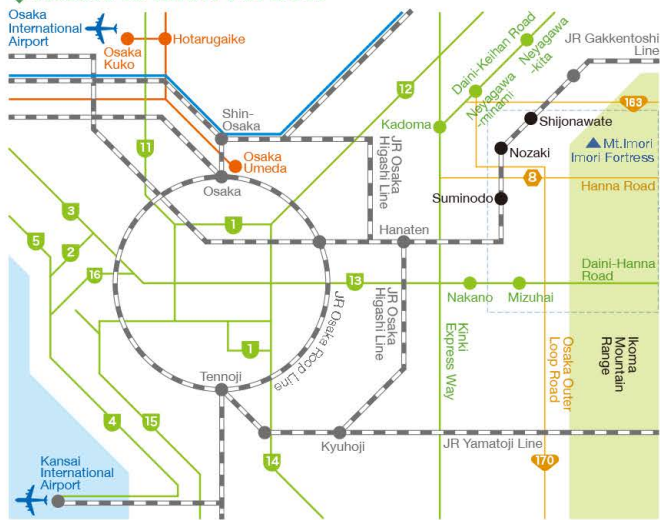 Osaka
International
Airport
Osaka
Kuko
Hotarugaike
Daini-Keihan Road
Neyagawa
-kita
Neyagawa
-minami
JR Gakkentoshi
Line
12
163
Shin-
Osaka
Kadoma
Shijonawate
Mt.Imori
Imori Fortress
11
Osaka
Umeda
JR Osaka
Higashi Line
Nozaki
8
Hanna Road
Osaka
Suminodo
3
1
Hanaten
5
2
16
13
Daini-Hanna
Road
Nakano
Mizuhai
JR Osaka Roop Line
JR Osaka
Higashi Line
Kinki
Express Way
Osaka Outer
Loop Road
Ikoma
Mountain
Range
1
Tennoji
4
15
Kyuhoji
JR Yamatoji Line
14
170
Kansai
International
Airport